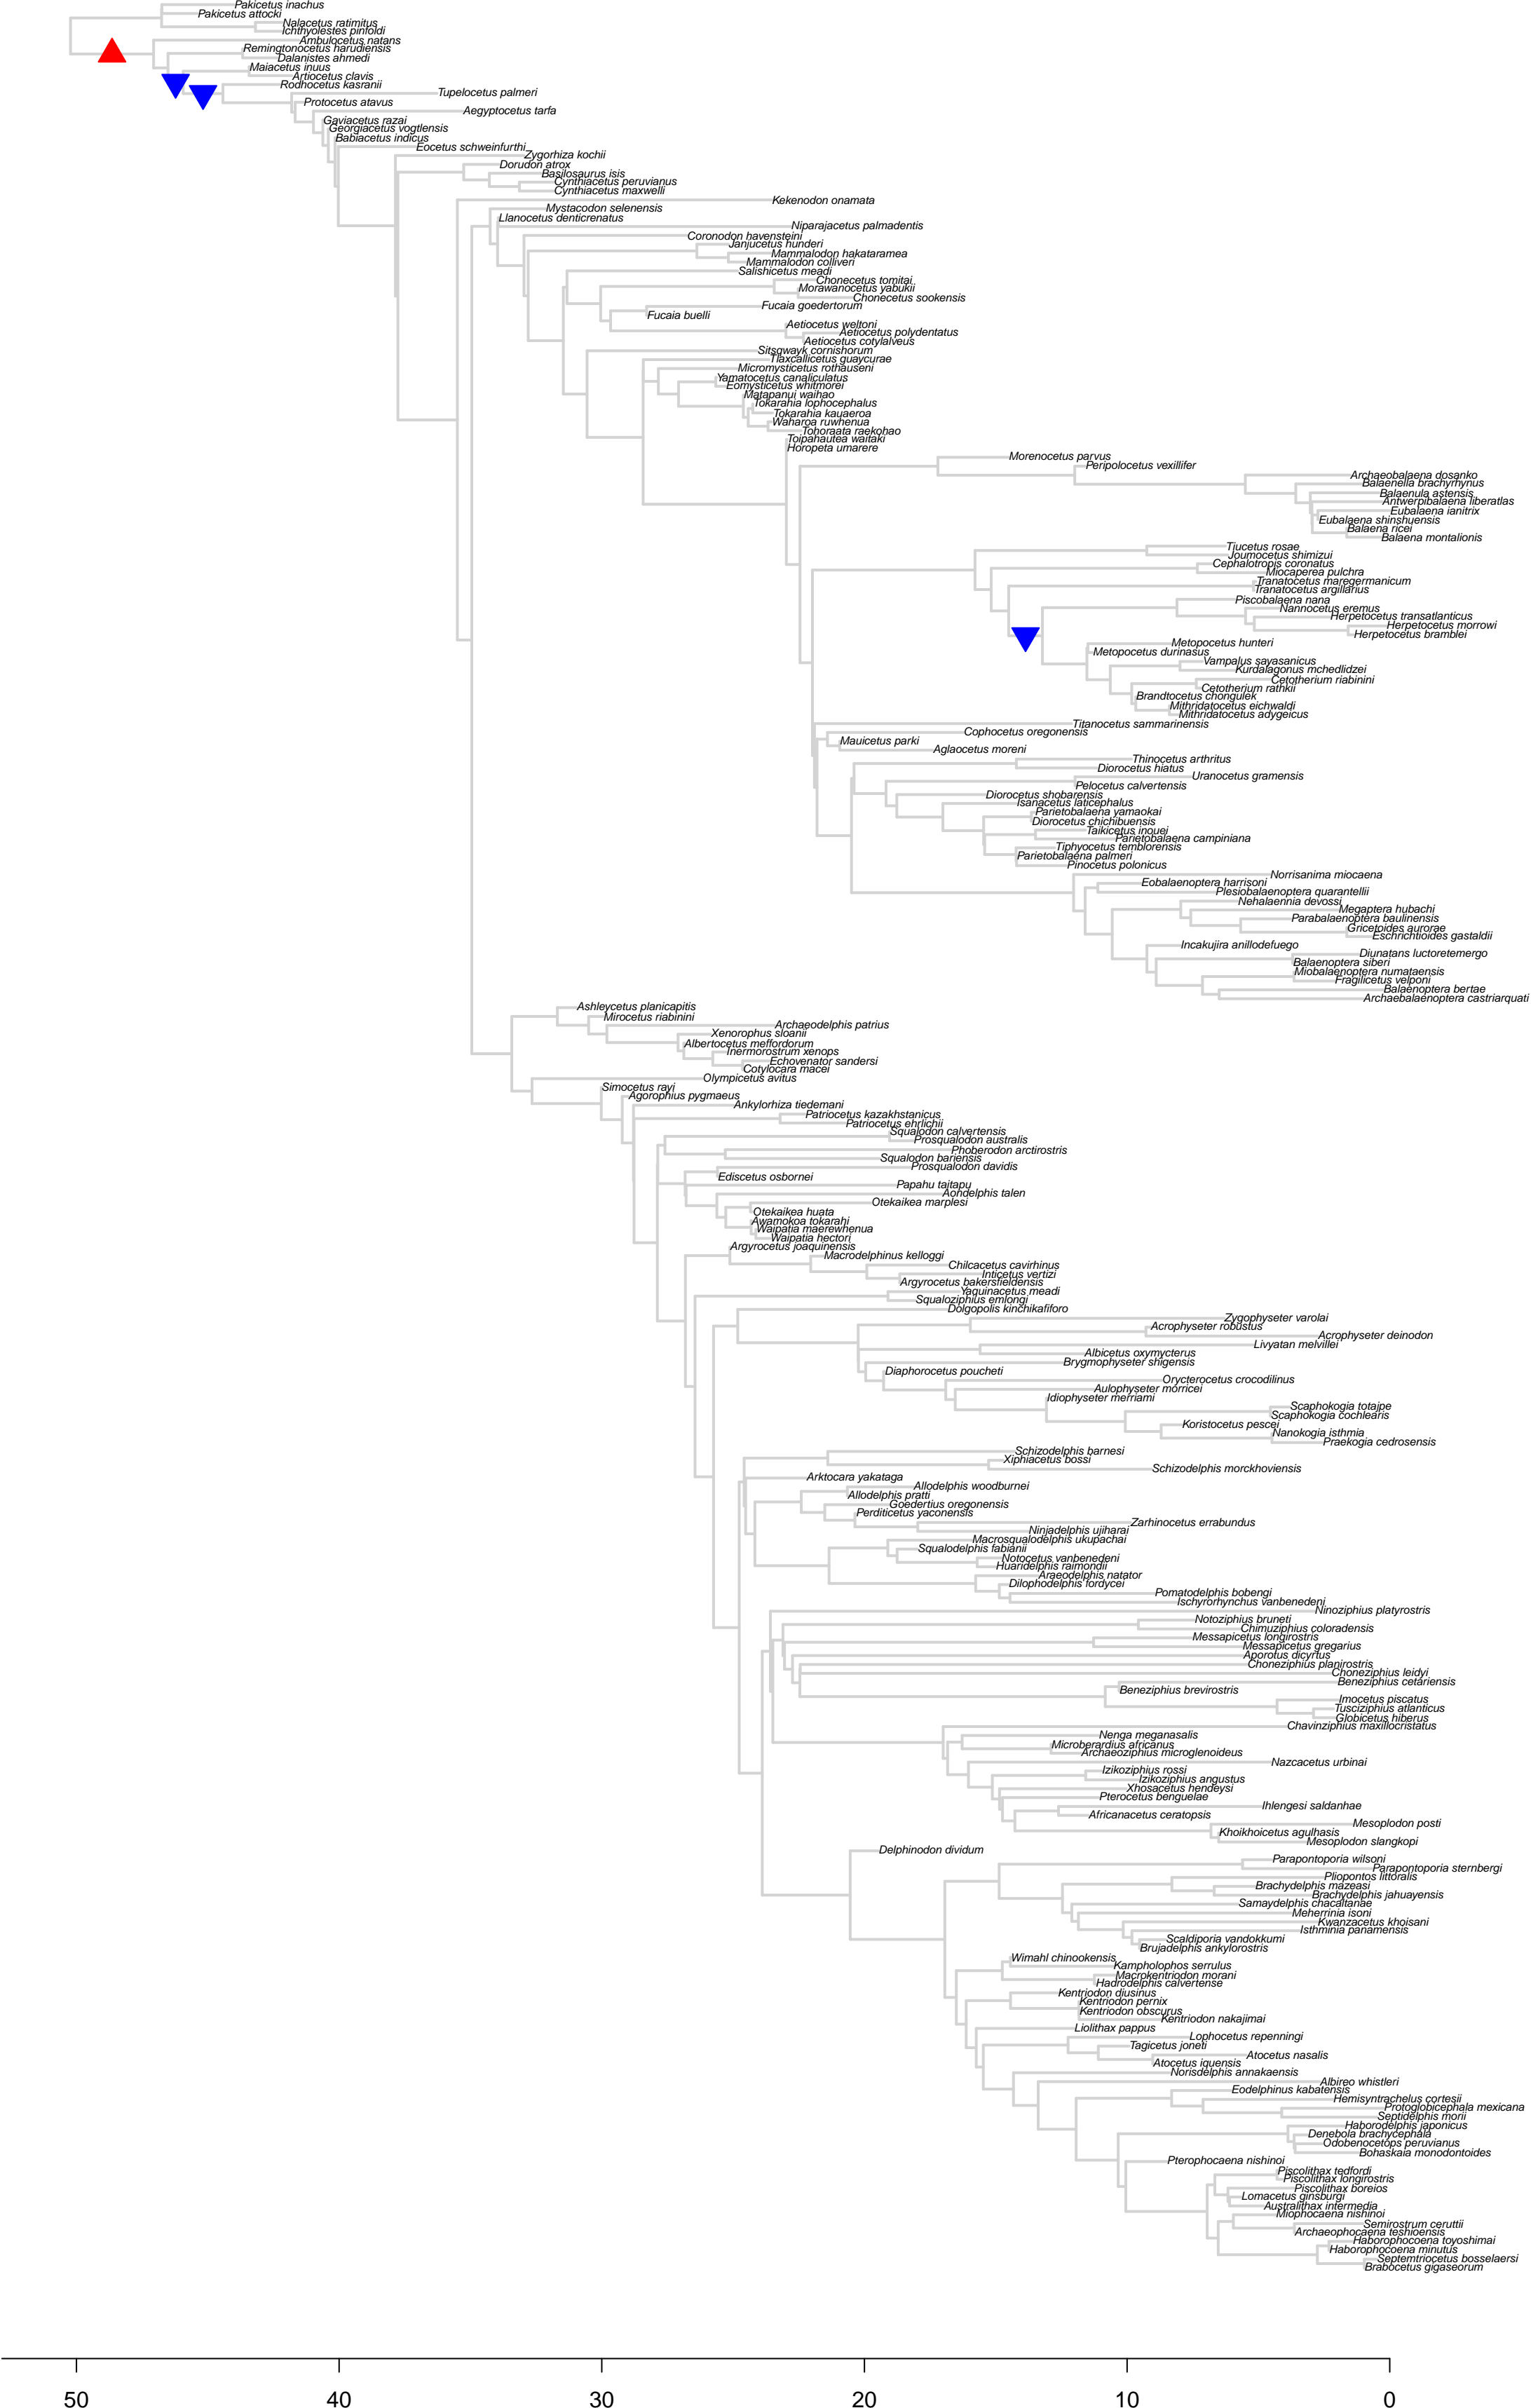 Pakicetus inachus
Pakicetus attocki
Nalacetus ratimitus
Ichthyolestes pinfoldi
Ambulocetus natans
Remingtonocetus harudiensis
Dalanistes ahmedi
Maiacetus inuus
Artiocetus clavis
Rodhocetus kasranii
Tupelocetus palmeri
Protocetus atavus
Aegyptocetus tarfa
Gaviacetus razai
Georgiacetus vogtlensis
Babiacetus indicus
Eocetus schweinfurthi
Zygorhiza kochii
Dorudon atrox
Basilosaurus isis
Cynthiacetus peruvianus
Cynthiacetus maxwelli
Kekenodon onamata
Mystacodon selenensis
Llanocetus denticrenatus
Niparajacetus palmadentis
Coronodon havensteini
Janjucetus hunderi
Mammalodon hakataramea
Mammalodon colliveri
Salishicetus meadi
Chonecetus tomitai
Morawanocetus yabukii
Chonecetus sookensis
Fucaia goedertorum
Fucaia buelli
Aetiocetus weltoni
Aetiocetus polydentatus
Aetiocetus cotylalveus
Sitsqwayk cornishorum
Tlaxcallicetus guaycurae
Micromysticetus rothauseni
Yamatocetus canaliculatus
Eomysticetus whitmorei
Matapanui waihao
Tokarahia lophocephalus
Tokarahia kauaeroa
Waharoa ruwhenua
Tohoraata raekohao
Toipahautea waitaki
Horopeta umarere
Morenocetus parvus
Peripolocetus vexillifer
Archaeobalaena dosanko
Balaenella brachyrhynus
Balaenula astensis
Antwerpibalaena liberatlas
Eubalaena ianitrix
Eubalaena shinshuensis
Balaena ricei
Balaena montalionis
Tiucetus rosae
Joumocetus shimizui
Cephalotropis coronatus
Miocaperea pulchra
Tranatocetus maregermanicum
Tranatocetus argillarius
Piscobalaena nana
Nannocetus eremus
Herpetocetus transatlanticus
Herpetocetus morrowi
Herpetocetus bramblei
Metopocetus hunteri
Metopocetus durinasus
Vampalus sayasanicus
Kurdalagonus mchedlidzei
Cetotherium riabinini
Cetotherium rathkii
Brandtocetus chongulek
Mithridatocetus eichwaldi
Mithridatocetus adygeicus
Titanocetus sammarinensis
Cophocetus oregonensis
Mauicetus parki
Aglaocetus moreni
Thinocetus arthritus
Diorocetus hiatus
Uranocetus gramensis
Pelocetus calvertensis
Diorocetus shobarensis
Isanacetus laticephalus
Parietobalaena yamaokai
Diorocetus chichibuensis
Taikicetus inouei
Parietobalaena campiniana
Tiphyocetus temblorensis
Parietobalaena palmeri
Pinocetus polonicus
Norrisanima miocaena
Eobalaenoptera harrisoni
Plesiobalaenoptera quarantellii
Nehalaennia devossi
Megaptera hubachi
Parabalaenoptera baulinensis
Gricetoides aurorae
Eschrichtioides gastaldii
Incakujira anillodefuego
Diunatans luctoretemergo
Balaenoptera siberi
Miobalaenoptera numataensis
Fragilicetus velponi
Balaenoptera bertae
Archaebalaenoptera castriarquati
Ashleycetus planicapitis
Mirocetus riabinini
Archaeodelphis patrius
Xenorophus sloanii
Albertocetus meffordorum
Inermorostrum xenops
Echovenator sandersi
Cotylocara macei
Olympicetus avitus
Simocetus rayi
Agorophius pygmaeus
Ankylorhiza tiedemani
Patriocetus kazakhstanicus
Patriocetus ehrlichii
Squalodon calvertensis
Prosqualodon australis
Phoberodon arctirostris
Squalodon bariensis
Prosqualodon davidis
Ediscetus osbornei
Papahu taitapu
Aondelphis talen
Otekaikea marplesi
Otekaikea huata
Awamokoa tokarahi
Waipatia maerewhenua
Waipatia hectori
Argyrocetus joaquinensis
Macrodelphinus kelloggi
Chilcacetus cavirhinus
Inticetus vertizi
Argyrocetus bakersfieldensis
Yaquinacetus meadi
Squaloziphius emlongi
Dolgopolis kinchikafiforo
Zygophyseter varolai
Acrophyseter robustus
Acrophyseter deinodon
Livyatan melvillei
Albicetus oxymycterus
Brygmophyseter shigensis
Diaphorocetus poucheti
Orycterocetus crocodilinus
Aulophyseter morricei
Idiophyseter merriami
Scaphokogia totajpe
Scaphokogia cochlearis
Koristocetus pescei
Nanokogia isthmia
Praekogia cedrosensis
Schizodelphis barnesi
Xiphiacetus bossi
Schizodelphis morckhoviensis
Arktocara yakataga
Allodelphis woodburnei
Allodelphis pratti
Goedertius oregonensis
Perditicetus yaconensis
Zarhinocetus errabundus
Ninjadelphis ujiharai
Macrosqualodelphis ukupachai
Squalodelphis fabianii
Notocetus vanbenedeni
Huaridelphis raimondii
Araeodelphis natator
Dilophodelphis fordycei
Pomatodelphis bobengi
Ischyrorhynchus vanbenedeni
Ninoziphius platyrostris
Notoziphius bruneti
Chimuziphius coloradensis
Messapicetus longirostris
Messapicetus gregarius
Aporotus dicyrtus
Choneziphius planirostris
Choneziphius leidyi
Beneziphius cetariensis
Beneziphius brevirostris
Imocetus piscatus
Tusciziphius atlanticus
Globicetus hiberus
Chavinziphius maxillocristatus
Nenga meganasalis
Microberardius africanus
Archaeoziphius microglenoideus
Nazcacetus urbinai
Izikoziphius rossi
Izikoziphius angustus
Xhosacetus hendeysi
Pterocetus benguelae
Ihlengesi saldanhae
Africanacetus ceratopsis
Mesoplodon posti
Khoikhoicetus agulhasis
Mesoplodon slangkopi
Delphinodon dividum
Parapontoporia wilsoni
Parapontoporia sternbergi
Pliopontos littoralis
Brachydelphis mazeasi
Brachydelphis jahuayensis
Samaydelphis chacaltanae
Meherrinia isoni
Kwanzacetus khoisani
Isthminia panamensis
Scaldiporia vandokkumi
Brujadelphis ankylorostris
Wimahl chinookensis
Kampholophos serrulus
Macrokentriodon morani
Hadrodelphis calvertense
Kentriodon diusinus
Kentriodon pernix
Kentriodon obscurus
Kentriodon nakajimai
Liolithax pappus
Lophocetus repenningi
Tagicetus joneti
Atocetus nasalis
Atocetus iquensis
Norisdelphis annakaensis
Albireo whistleri
Eodelphinus kabatensis
Hemisyntrachelus cortesii
Protoglobicephala mexicana
Septidelphis morii
Haborodelphis japonicus
Denebola brachycephala
Odobenocetops peruvianus
Bohaskaia monodontoides
Pterophocaena nishinoi
Piscolithax tedfordi
Piscolithax longirostris
Piscolithax boreios
Lomacetus ginsburgi
Australithax intermedia
Miophocaena nishinoi
Semirostrum ceruttii
Archaeophocaena teshioensis
Haborophocoena toyoshimai
Haborophocoena minutus
Septemtriocetus bosselaersi
Brabocetus gigaseorum
50 40 30 20 10 0